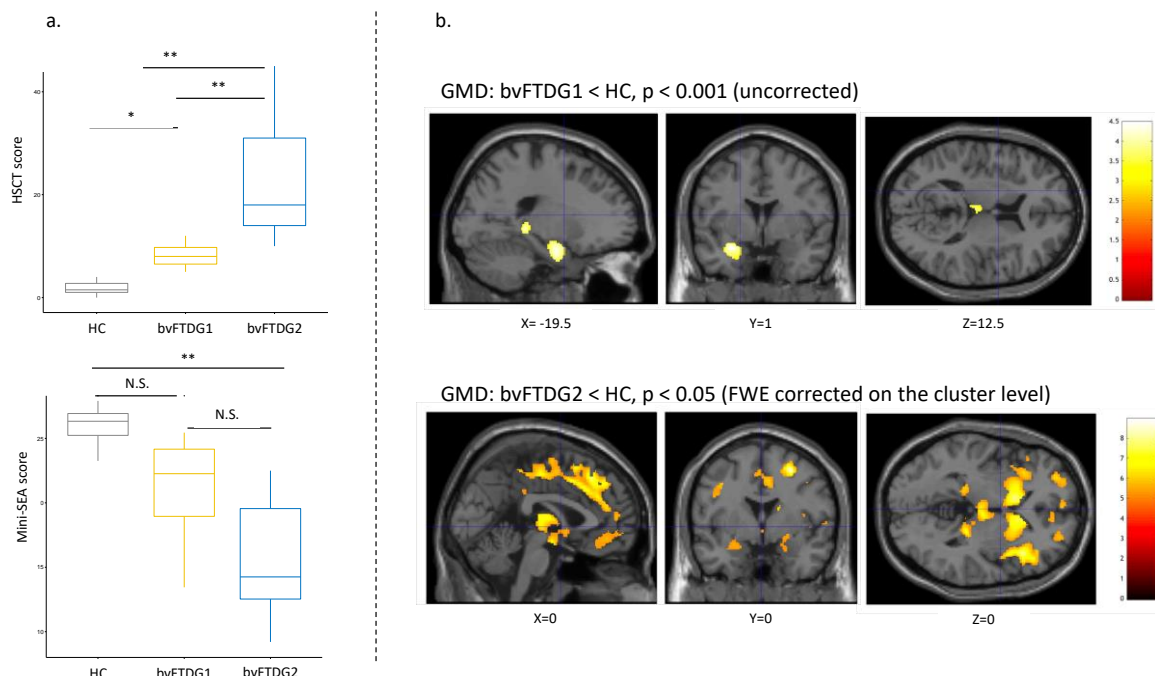 a.
**
**
*
HSCT score
40
20
0
HC
bvFTDG1
bvFTDG2
**
N.S.
N.S.
Mini-SEA score
25
0
15
10
HC
bvFTDG1
bvFTDG2
b.
GMD: bvFTDG1 < HC, p < 0.001 (uncorrected)
4.5
4
3.5
3
2.5
2
1.5
1
0.5
0
X= -19.5
Y=1
Z=12.5
GMD: bvFTDG2 < HC, p < 0.05 (FWE corrected on the cluster level)
8
7
6
5
4
3
2
1
0
X=0
Y=0
Z=0